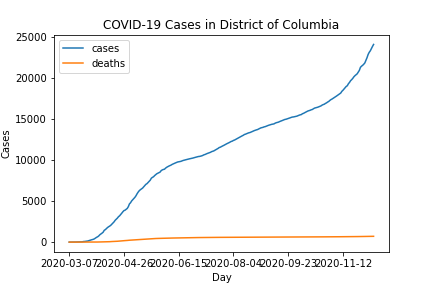 COVID-19 Cases in District of Columbia
25000
20000
15000
10000
5000
0
Cases
cases
deaths
2020-03-07 2020-04-26 2020-06-15 2020-08-04 2020-09-23 2020-11-12
Day